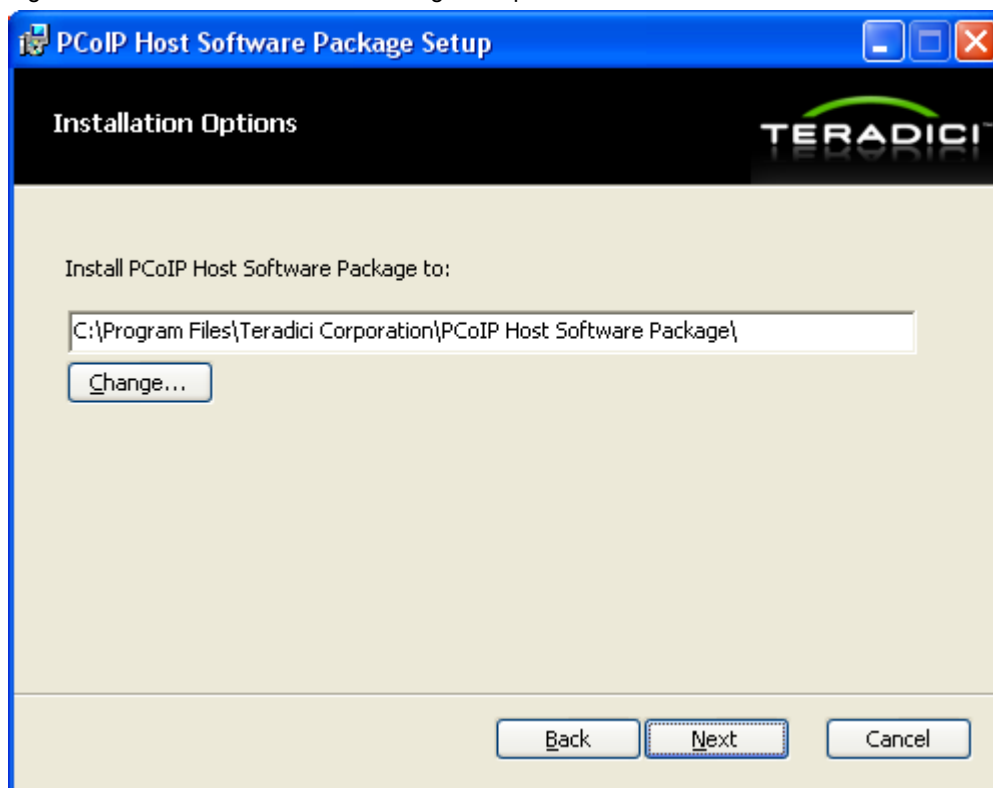 PCoIP Host Software Package Setup
Installation Options
TERADICI
Install PCoIP Host Software Package to:
C:\Program Files\Teradici Corporation\PCoIP Host Software Package\
Change...
Back
Next
Cancel